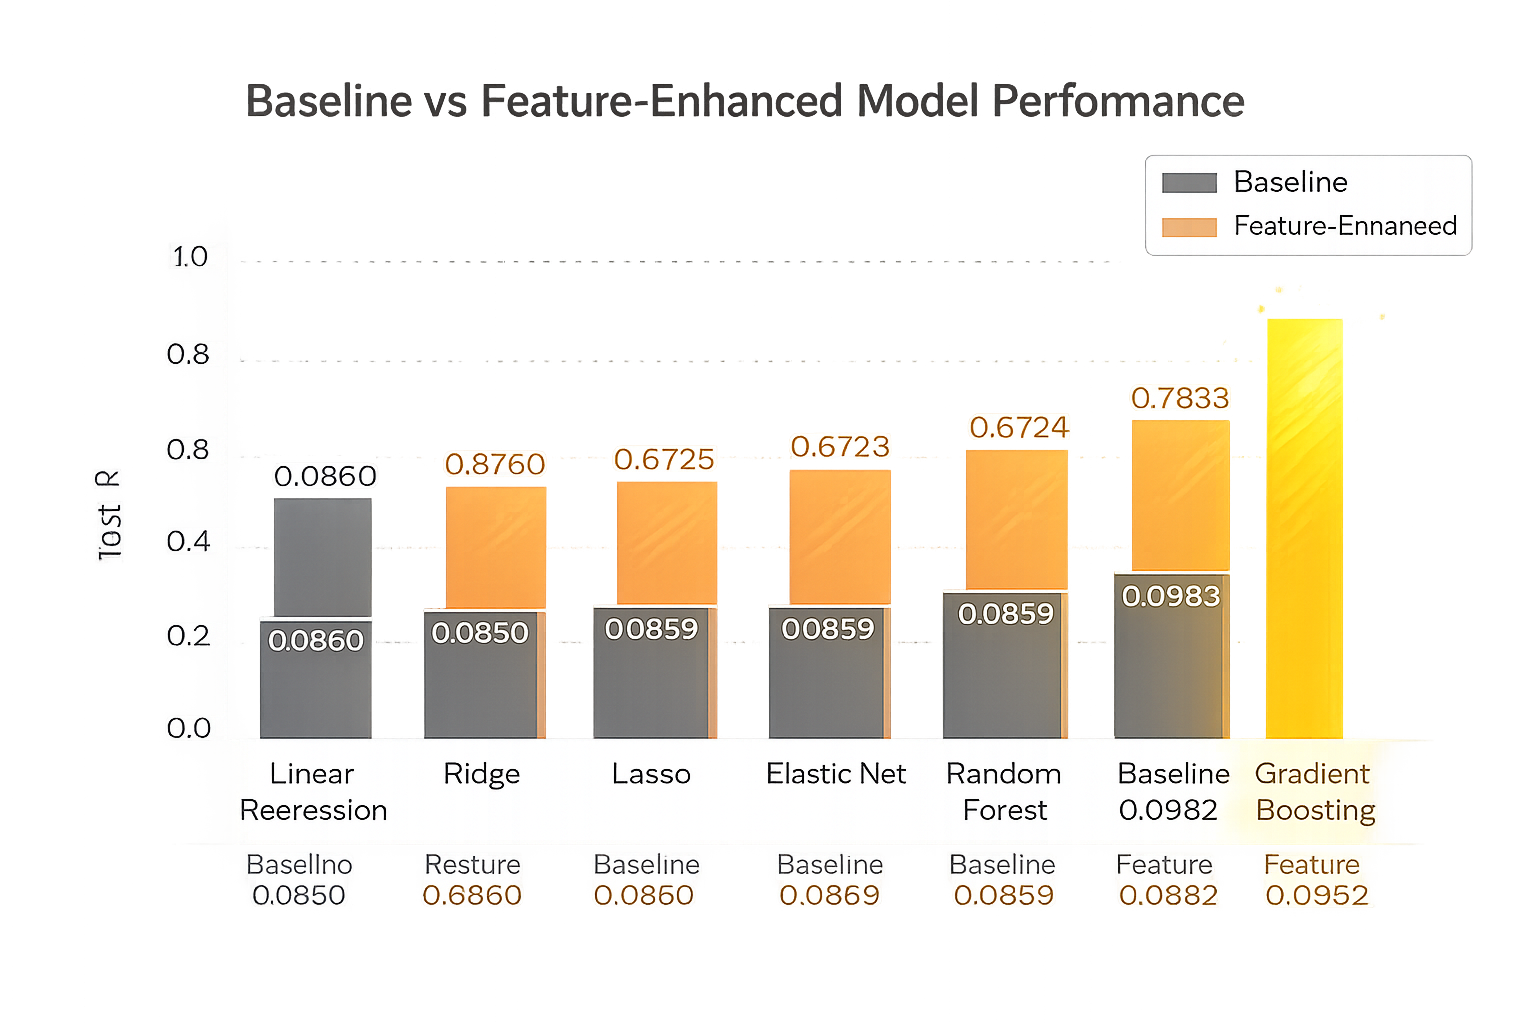 Baseline vs Feature-Enhanced Model Performance
Baseline
Feature-Ennaneed
1.0
0.8
0.8
0.4
0.2
0.0
Tost R
0.0860
0.8760
0.6725
0.6723
0.6724
0.7833
0.0860
0.0850
00859
00859
0.0859
0.0983
Linear
Reeression
Ridge
Lasso
Elastic Net
Random
Forest
Baseline
0.0982
Gradient
Boosting
Basellno
0.0850
Resture
0.6860
Baseline
0.0860
Baseline
0.0869
Baseline
0.0859
Feature
0.0882
Feature
0.0952